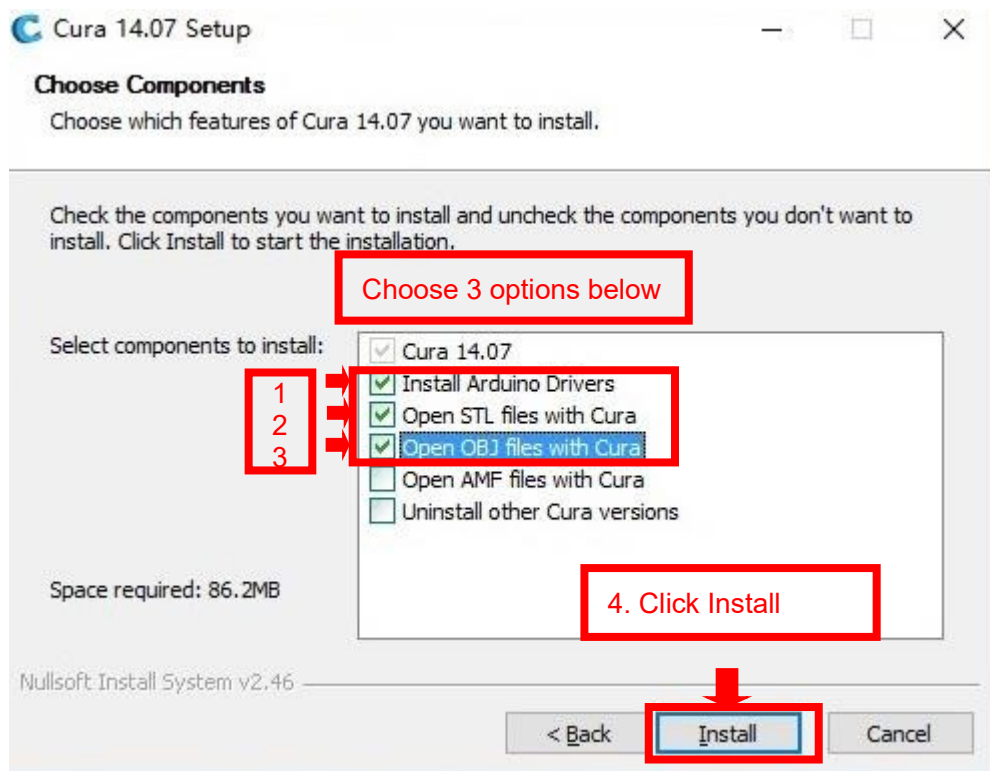 Cura 14.07 Setup
Choose Components
Choose which features of Cura 14.07 you want to install.
Check the components you want to install and uncheck the components you don't want to
install. Click Install to start the installation.
Choose 3 options below
Select components to install:
Cura 14.07
1
Install Arduino Drivers
2
Open STL files with Cura
3
Open OBJ files with Cura
Open AMF files with Cura
Uninstall other Cura versions
Space required: 86.2MB
4. Click Install
Nullsoft Install System v2.46
< Back
Install
Cancel